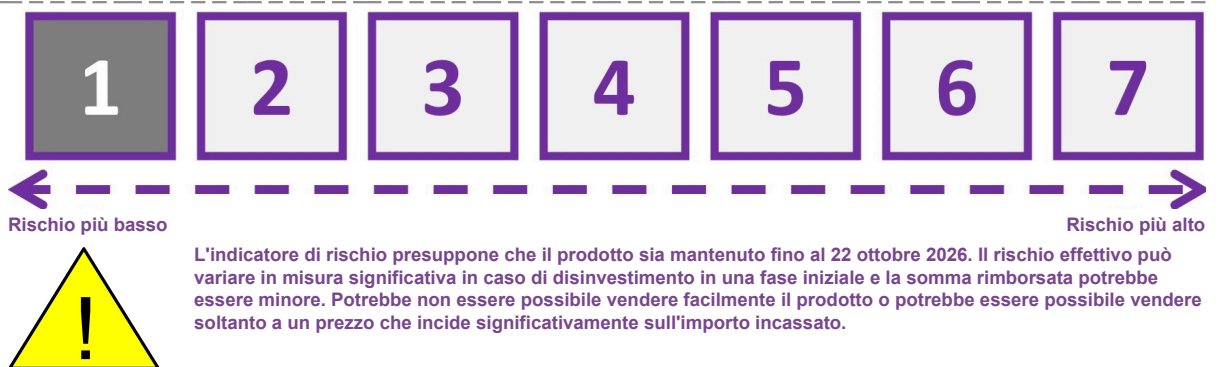 1 2 3 4 5 6 7
Rischio più basso Rischio più alto
L'indicatore di rischio presuppone che il prodotto sia mantenuto fino al 22 ottobre 2026. Il rischio effettivo può
variare in misura significativa in caso di disinvestimento in una fase iniziale e la somma rimborsata potrebbe
essere minore. Potrebbe non essere possibile vendere facilmente il prodotto o potrebbe essere possibile vendere
soltanto a un prezzo che incide significativamente sull'importo incassato.
!